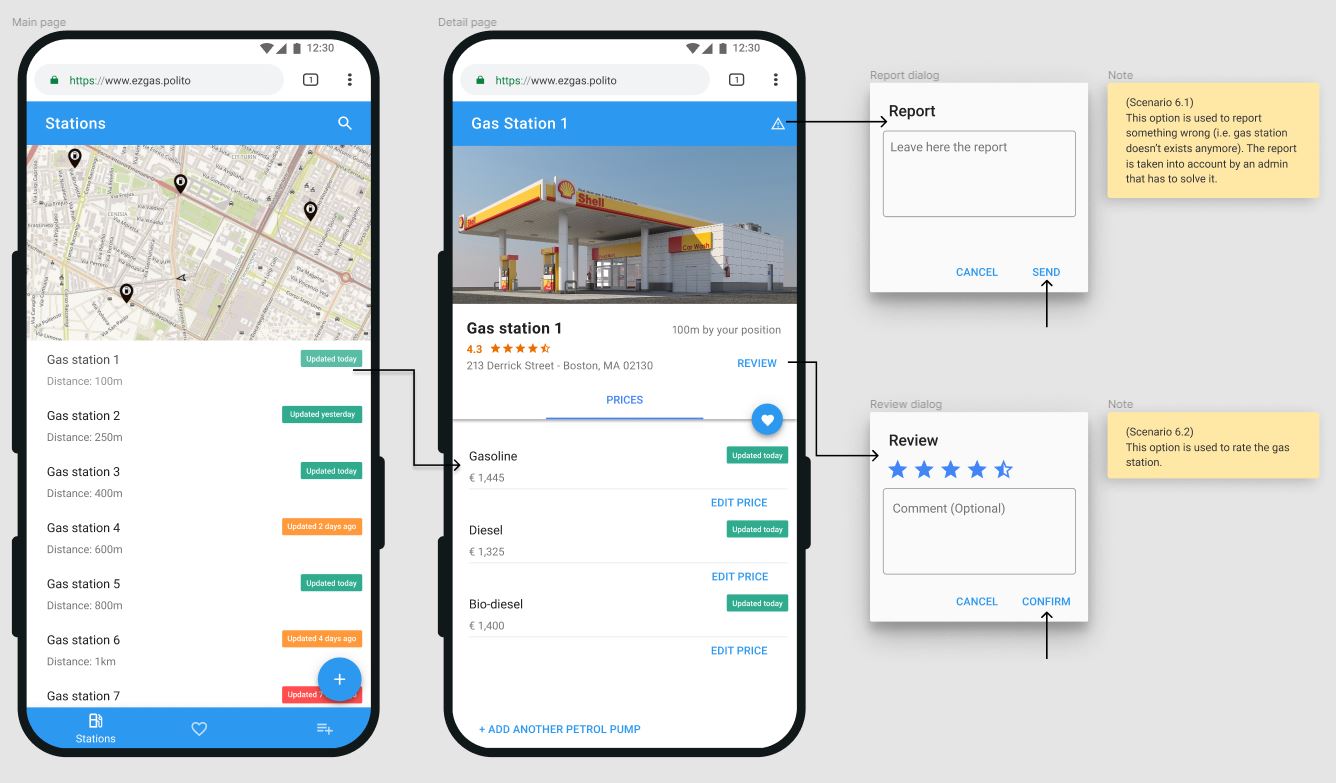 Main page
12:30
https://www.ezgas.polito
1
Stations
CIT TURIN
CENISIA
Gas station 1
Updated today
Distance: 100m
Gas station 2
Updated yesterday
Distance: 250m
Gas station 3
Updated today
Distance: 400m
Gas station 4
Updated 2 days ago
Distance: 600m
Gas station 5
Updated today
Distance: 800m
Gas station 6
Updated 4 days ago
Distance: 1km
Gas station 7
Updated 7
Stations
Detail page
12:30
https://www.ezgas.polito
1
Gas Station 1
Shell
Car Wash
Gas station 1
100m by your position
4.3
213 Derrick Street - Boston, MA 02130
REVIEW
PRICES
Gasoline
Updated today
€ 1,445
EDIT PRICE
Diesel
Updated today
€ 1,325
EDIT PRICE
Bio-diesel
Updated today
€ 1,400
EDIT PRICE
+ ADD ANOTHER PETROL PUMP
Report dialog
Report
Leave here the report
CANCEL SEND
Note
(Scenario 6.1)
This option is used to report
something wrong (i.e. gas station
doesn't exists anymore). The report
is taken into account by an admin
that has to solve it.
Review dialog
Review
Comment (Optional)
CANCEL CONFIRM
Note
(Scenario 6.2)
This option is used to rate the gas
station.